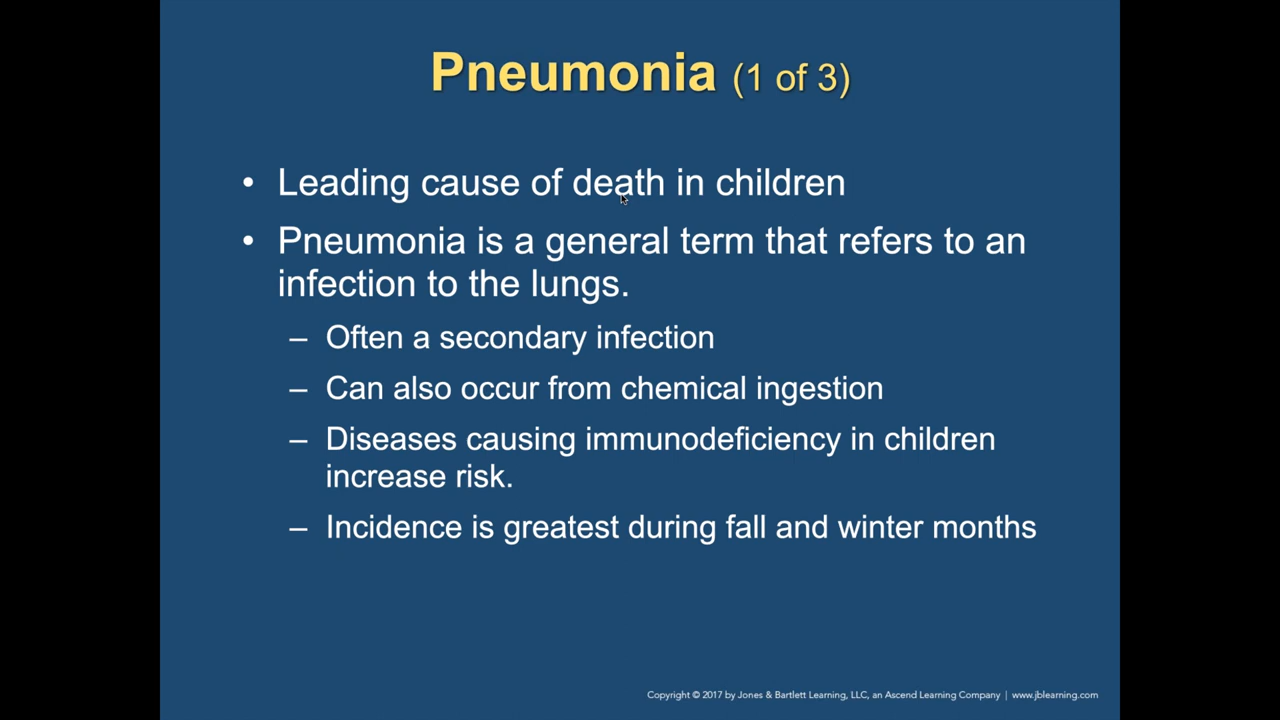 Pneumonia (1 of 3)
• Leading cause of death in children
• Pneumonia is a general term that refers to an
infection to the lungs.
– Often a secondary infection
– Can also occur from chemical ingestion
– Diseases causing immunodeficiency in children
increase risk.
– Incidence is greatest during fall and winter months
Copyright © 2017 by Jones & Bartlett Learning, LLC, an Ascend Learning Company | www.jblearning.com